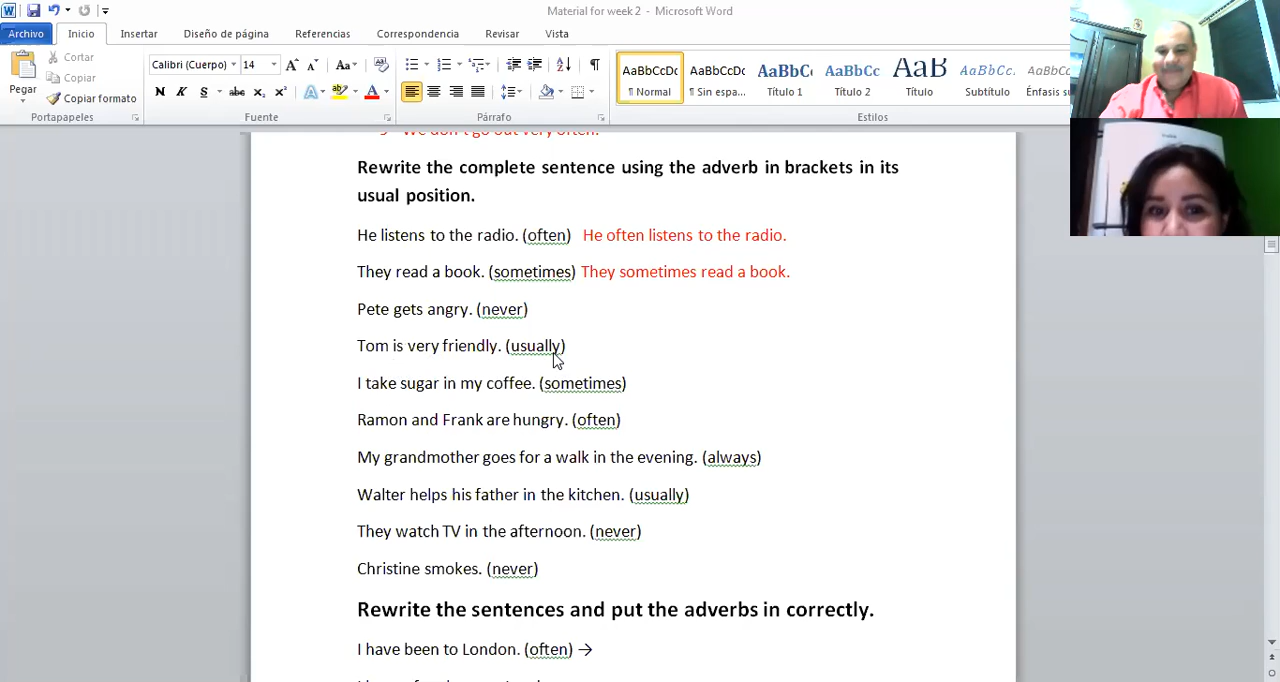 Material for week 2 - Microsoft Word
Archivo Inicio Insertar Diseño de página Referencias Correspondencia Revisar Vista
Pegar
Cortar
Copiar
Copiar formato
Portapapeles
Calibri (Cuerpo) 14
Fuente
Párrafo
AaBbCcDc AaBbCcDc AaBbC AaBbCc AaB AaBbCcD AaBbCcD
¶ Normal ¶ Sin espa... Título 1 Título 2 Título Subtítulo Énfasis su
Estilos
We don't go out very often.
Rewrite the complete sentence using the adverb in brackets in its
usual position.
He listens to the radio. (often) He often listens to the radio.
They read a book. (sometimes) They sometimes read a book.
Pete gets angry. (never)
Tom is very friendly. (usually)
I take sugar in my coffee. (sometimes)
Ramon and Frank are hungry. (often)
My grandmother goes for a walk in the evening. (always)
Walter helps his father in the kitchen. (usually)
They watch TV in the afternoon. (never)
Christine smokes. (never)
Rewrite the sentences and put the adverbs in correctly.
I have been to London. (often) →